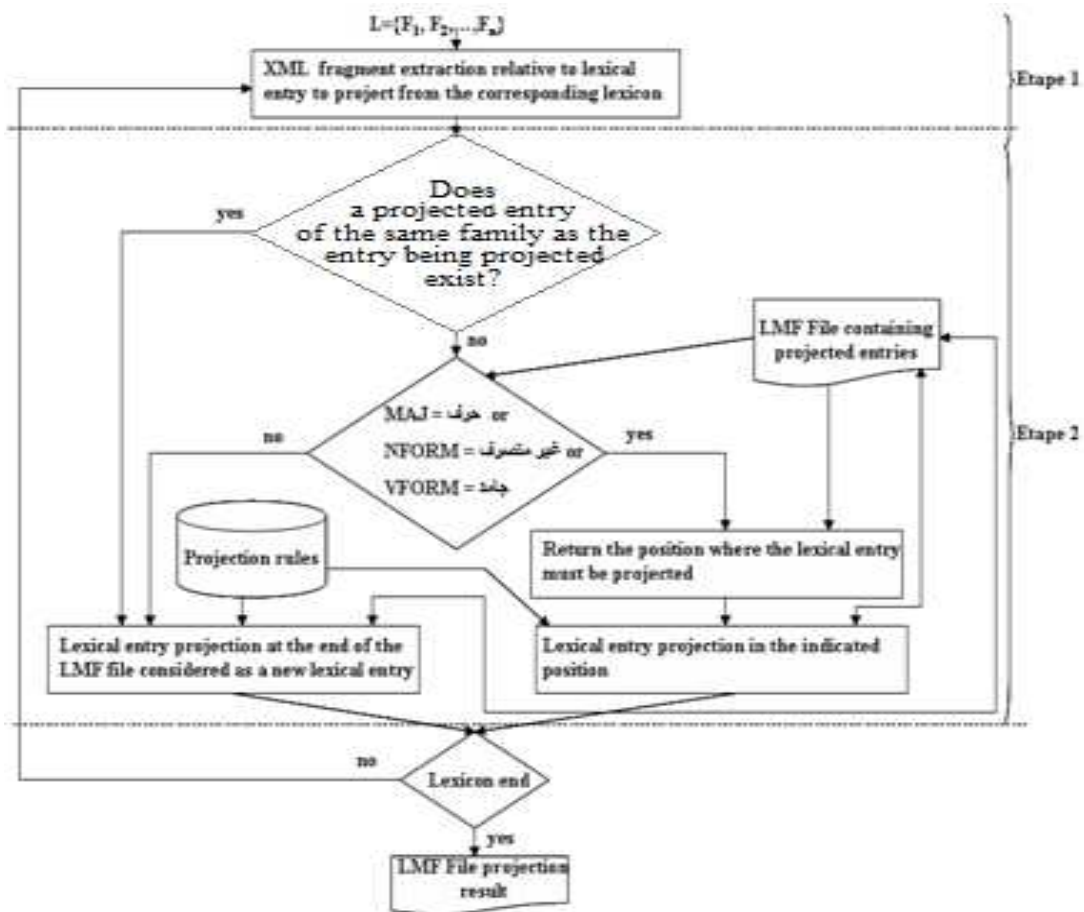 L={F1, F2,...,Fn}
XML fragment extraction relative to lexical
entry to project from the corresponding lexicon
Etape 1
Does
a projected entry
of the same family as the
entry being projected
exist?
yes
no
LMF File containing
projected entries
MAJ = حرف or
NFORM = غير متصرف or
VFORM = جامد
no
yes
Etape 2
Projection rules
Return the position where the lexical entry
must be projected
Lexical entry projection at the end of the
LMF file considered as a new lexical entry
Lexical entry projection in the indicated
position
no
Lexicon end
yes
LMF File projection
result